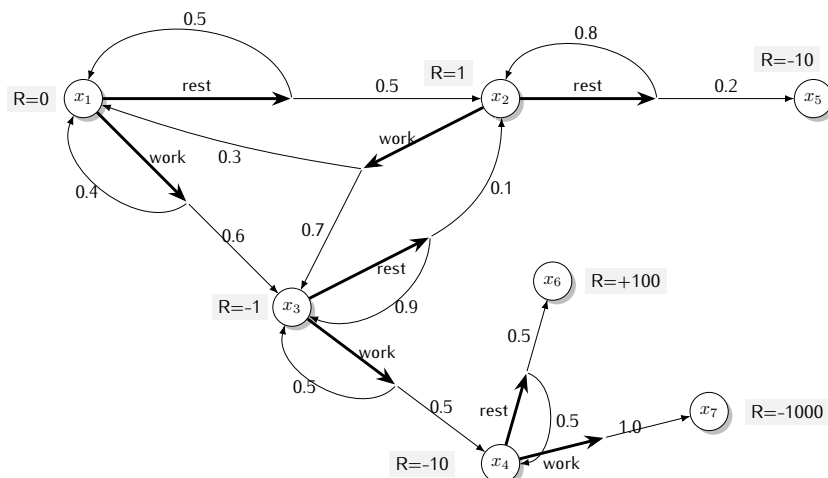 0.5
0.8
R=-10
R=1
R=0
x1
rest
0.5
x2
rest
0.2
x5
work
work
0.3
0.4
0.1
0.7
0.6
rest
x6
R=+100
R=-1
x3
0.9
0.5
work
0.5
0.5
rest
0.5
1.0
x7
R=-1000
R=-10
x4
work